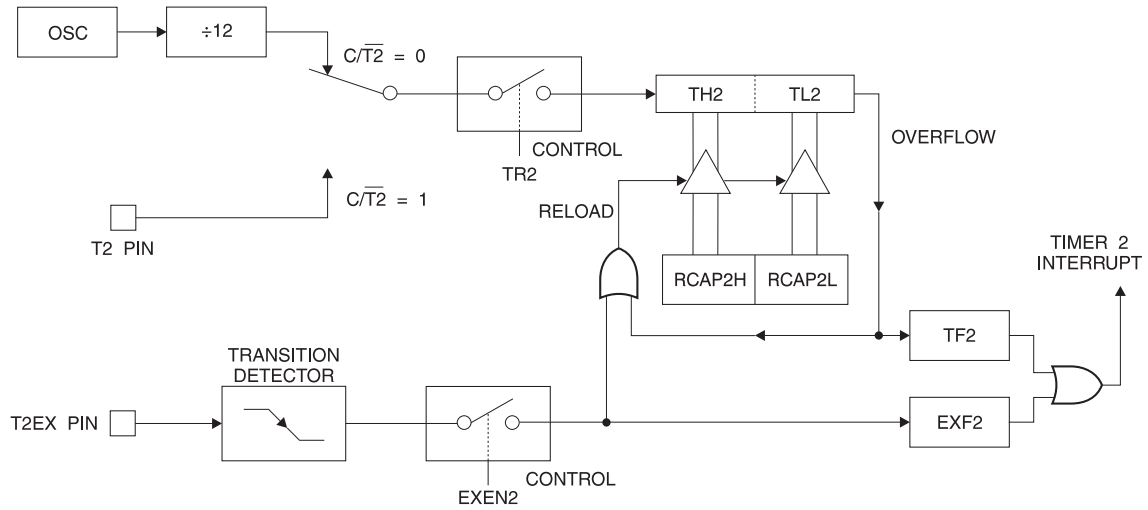 OSC
÷12
C/T2̅ = 0
TH2
TL2
CONTROL
TR2
OVERFLOW
C/T2̅ = 1
RELOAD
T2 PIN
TIMER 2
INTERRUPT
RCAP2H
RCAP2L
TF2
TRANSITION
DETECTOR
T2EX PIN
EXF2
CONTROL
EXEN2